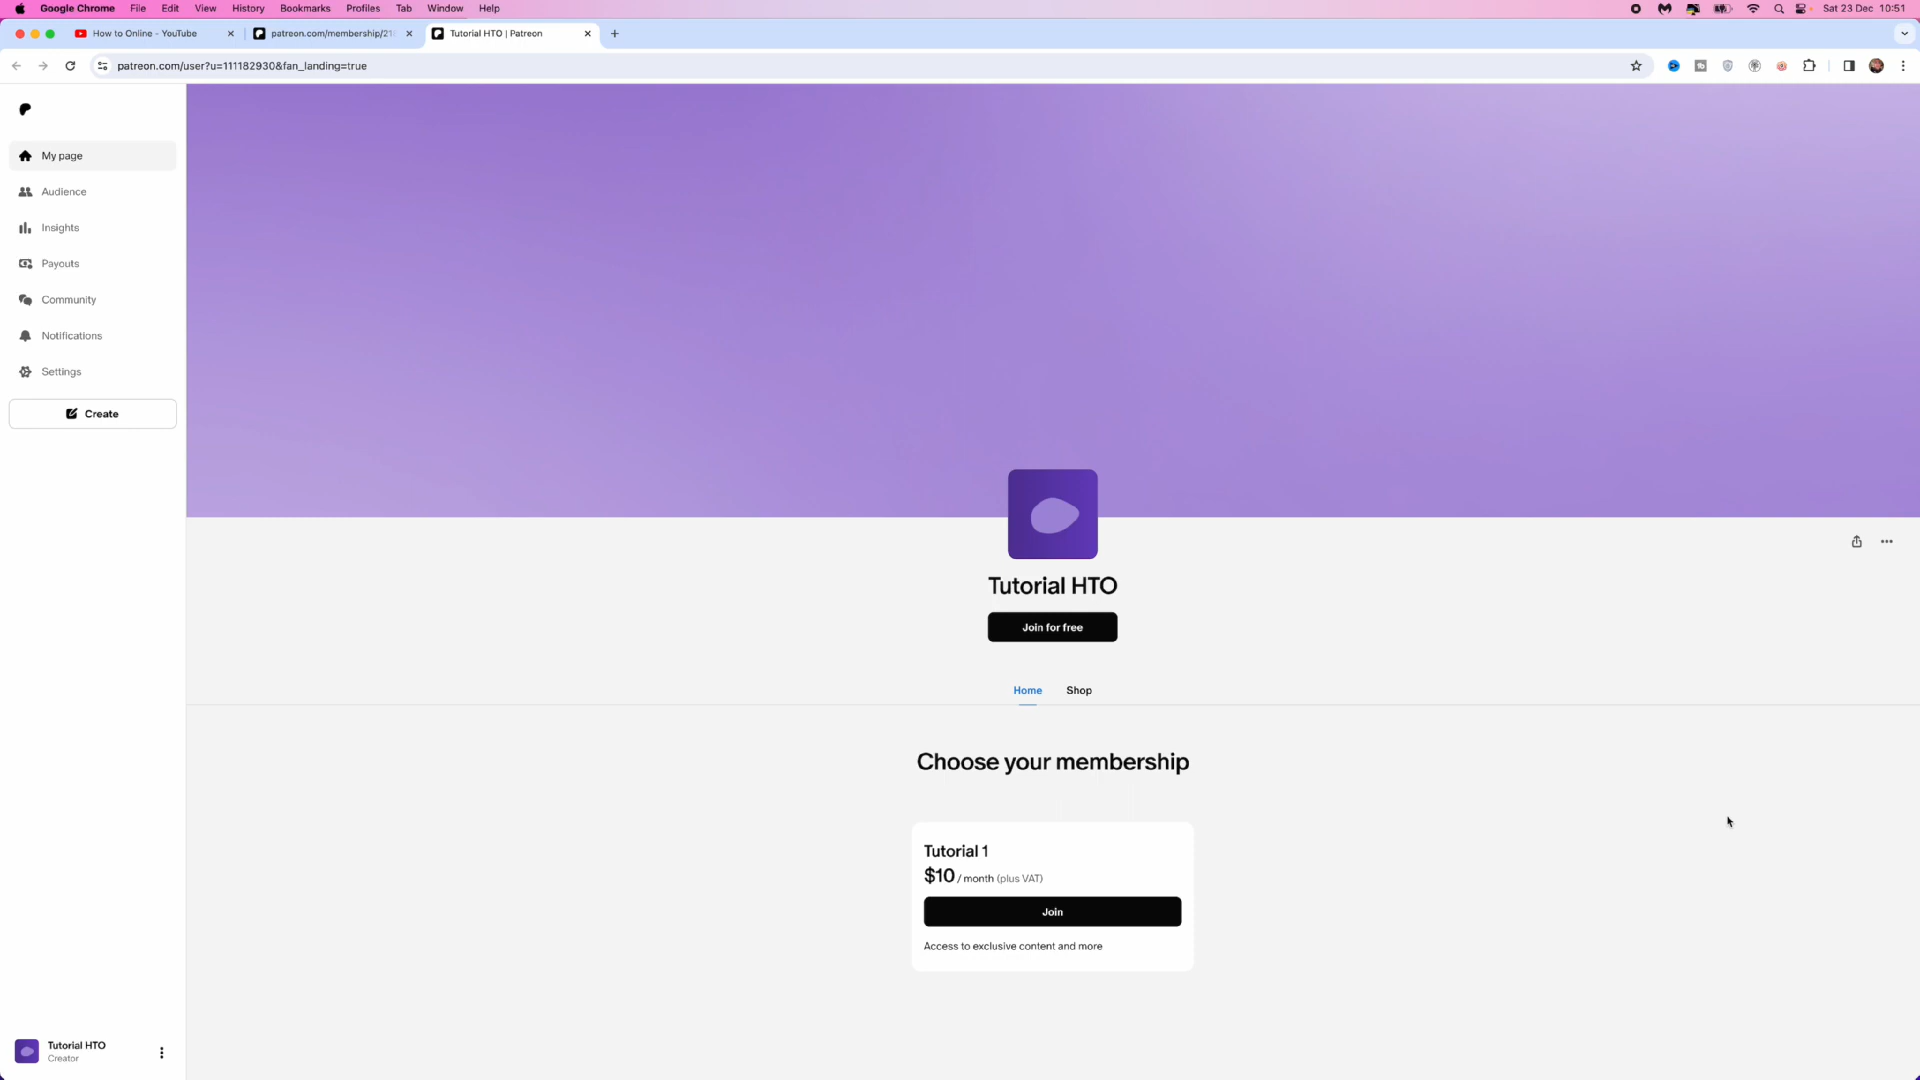 Google Chrome File Edit View History Bookmarks Profiles Tab Window Help Sat 23 Dec 10:51
How to Online - YouTube patreon.com/membership/21 Tutorial HTO | Patreon
patreon.com/user?u=111182930&fan_landing=true
My page
Audience
Insights
Payouts
Community
Notifications
Settings
Create
Tutorial HTO
Join for free
Home Shop
Choose your membership
Tutorial 1
$10 / month (plus VAT)
Join
Access to exclusive content and more
Tutorial HTO
Creator